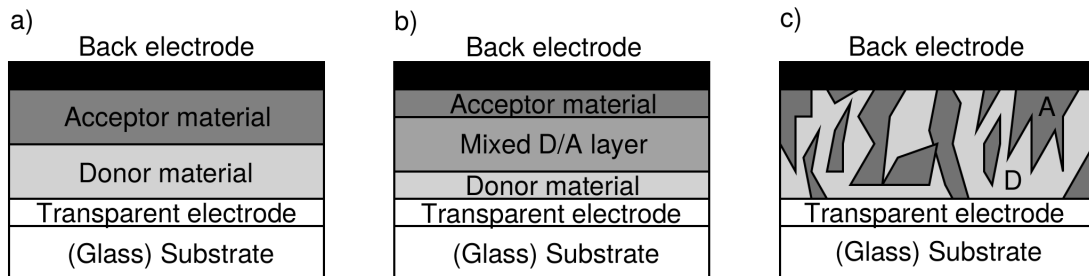 a)
Back electrode
Acceptor material
Donor material
Transparent electrode
(Glass) Substrate
b)
Back electrode
Acceptor material
Mixed D/A layer
Donor material
Transparent electrode
(Glass) Substrate
c)
Back electrode
A
D
Transparent electrode
(Glass) Substrate